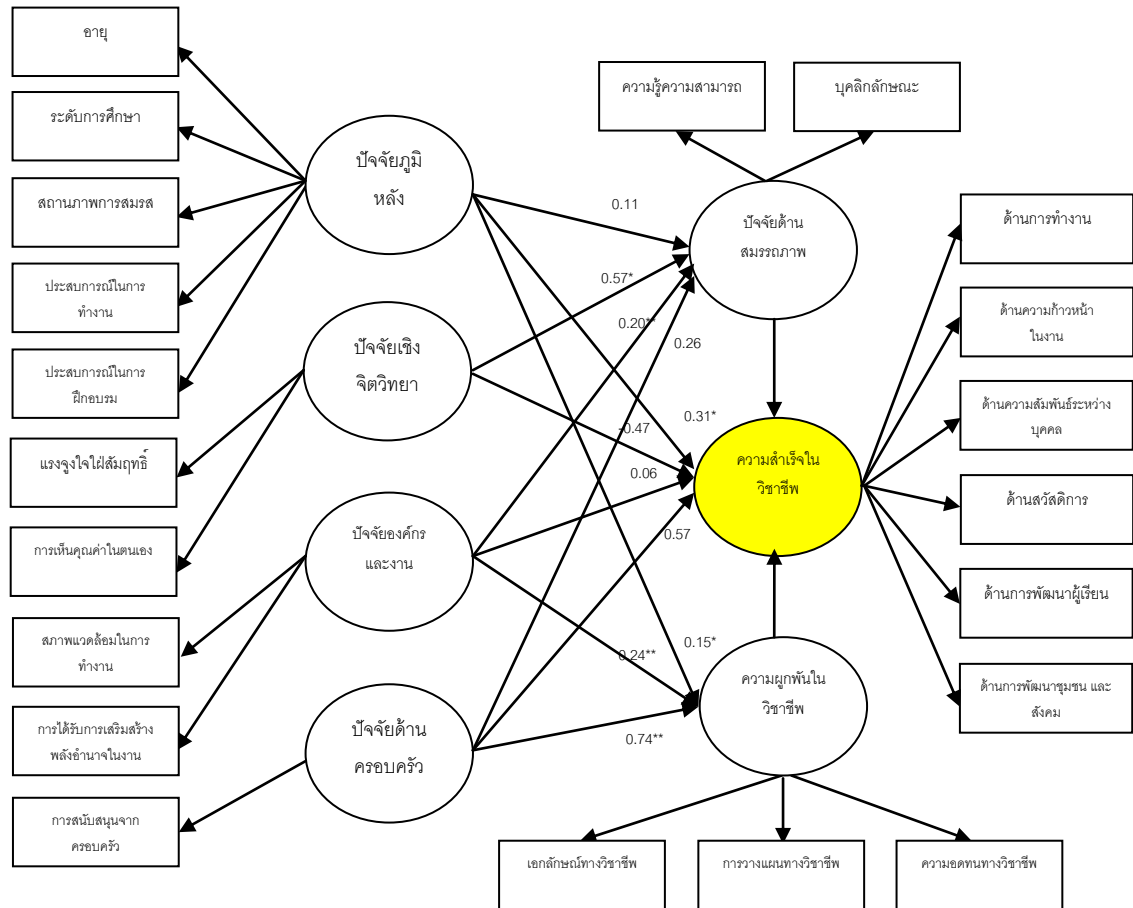 อายุ
ระดับการศึกษา
สถานภาพการสมรส
ประสบการณ์ในการ
ทำงาน
ประสบการณ์ในการ
ฝึกอบรม
แรงจูงใจใฝ่สัมฤทธิ์
การเห็นคุณค่าในตนเอง
สภาพแวดล้อมในการ
ทำงาน
การได้รับการเสริมสร้าง
พลังอำนาจในงาน
การสนับสนุนจาก
ครอบครัว
ปัจจัยภูมิ
หลัง
ปัจจัยเชิง
จิตวิทยา
ปัจจัยองค์กร
และงาน
ปัจจัยด้าน
ครอบครัว
0.11
0.57*
0.20**
0.26
0.31*
-0.47
0.06
0.57
0.15*
0.24**
0.74**
ความรู้ความสามารถ
บุคลิกลักษณะ
ปัจจัยด้าน
สมรรถภาพ
ความสำเร็จใน
วิชาชีพ
ความผูกพันใน
วิชาชีพ
เอกลักษณ์ทางวิชาชีพ
การวางแผนทางวิชาชีพ
ความอดทนทางวิชาชีพ
ด้านการทำงาน
ด้านความก้าวหน้า
ในงาน
ด้านความสัมพันธ์ระหว่าง
บุคคล
ด้านสวัสดิการ
ด้านการพัฒนาผู้เรียน
ด้านการพัฒนาชุมชน และ
สังคม